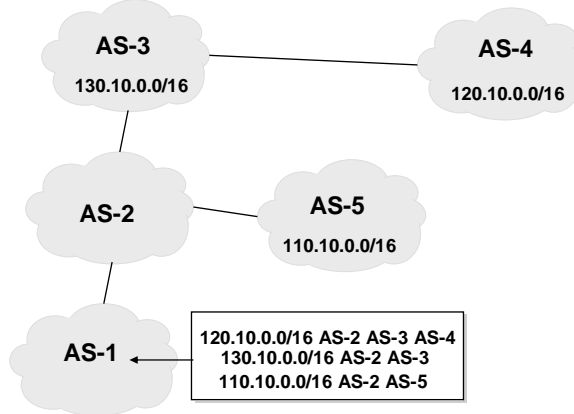 AS-3
130.10.0.0/16
AS-4
120.10.0.0/16
AS-2
AS-5
110.10.0.0/16
AS-1
120.10.0.0/16 AS-2 AS-3 AS-4
130.10.0.0/16 AS-2 AS-3
110.10.0.0/16 AS-2 AS-5